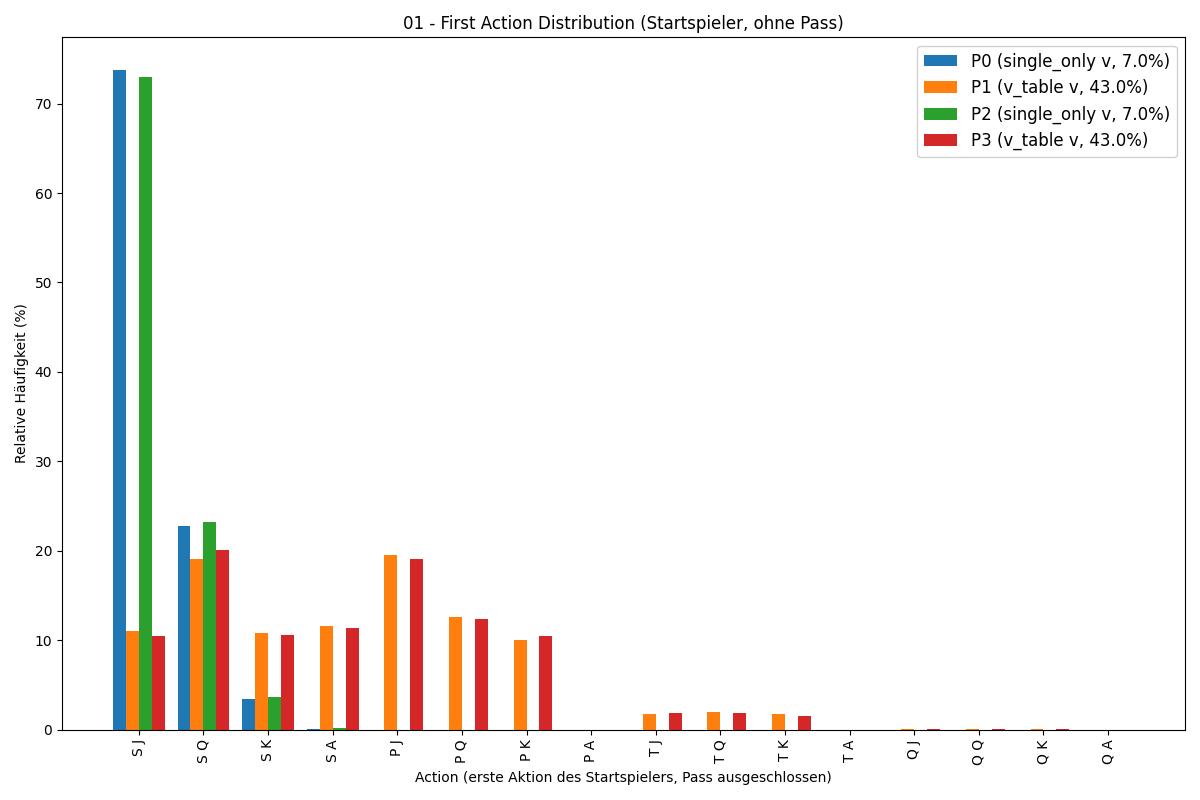 01 - First Action Distribution (Startspieler, ohne Pass)
P0 (single_only v, 7.0%)
P1 (v_table v, 43.0%)
P2 (single_only v, 7.0%)
P3 (v_table v, 43.0%)
Relative Häufigkeit (%)
70
60
50
40
30
20
10
0
S J
S Q
S K
S A
P J
P Q
P K
P A
T J
T Q
T K
T A
Q J
Q Q
Q K
Q A
Action (erste Aktion des Startspielers, Pass ausgeschlossen)